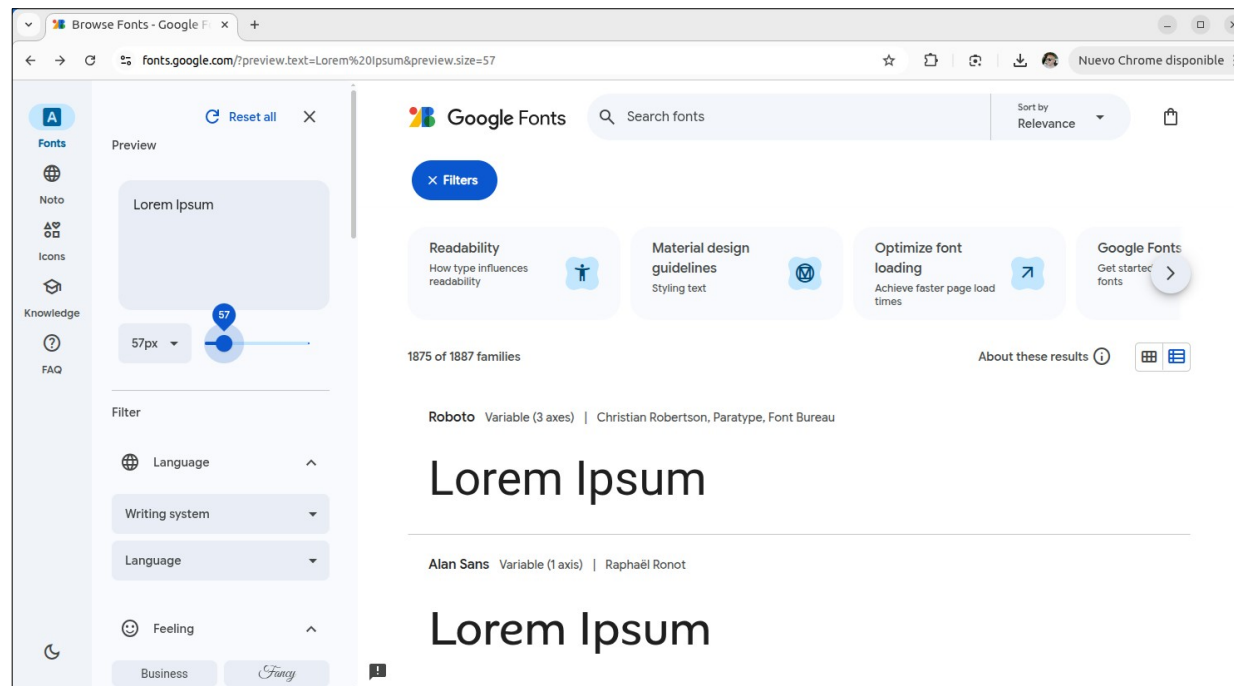 Browse Fonts - Google F
fonts.google.com/?preview.text=Lorem%20Ipsum&preview.size=57
Nuevo Chrome disponible
Fonts
Noto
Icons
Knowledge
FAQ
Reset all
Preview
Lorem Ipsum
57
57px
Filter
Language
Writing system
Language
Feeling
Business
Fancy
Google Fonts
Search fonts
Sort by
Relevance
Filters
Readability
How type influences
readability
Material design
guidelines
Styling text
Optimize font
loading
Achieve faster page load
times
Google Fonts
Get started
fonts
1875 of 1887 families
About these results
Roboto Variable (3 axes) | Christian Robertson, Paratype, Font Bureau
Lorem Ipsum
Alan Sans Variable (1 axis) | Raphaël Ronot
Lorem Ipsum